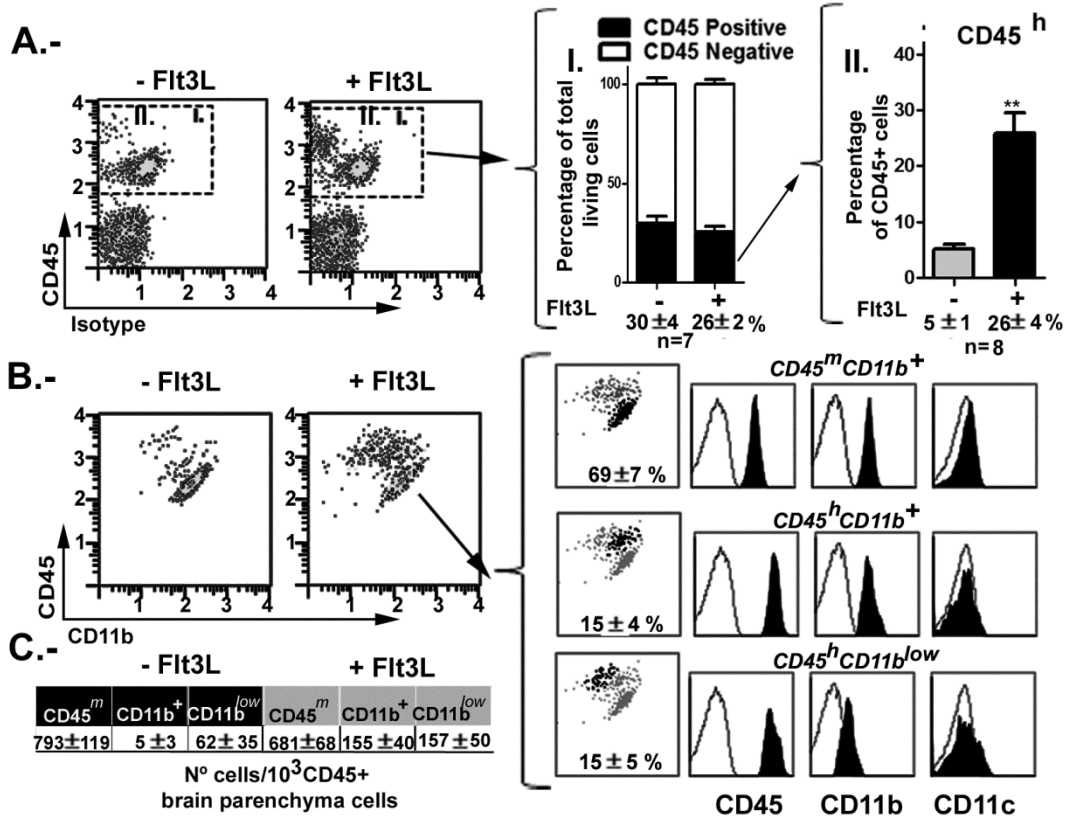 A.-
- Flt3L
+ Flt3L
II. I.
II. I.
4
3
2
1
1 2 3 4
4
3
2
1
1 2 3 4
CD45
Isotype
CD45 Positive
CD45 Negative
I.
Percentage of total
living cells
100
50
0
Flt3L - +
30±4 26±2 %
n=7
II.
CD45 h
Percentage
of CD45+ cells
40
30
20
10
0
**
Flt3L - +
5±1 26±4 %
n=8
B.-
- Flt3L
+ Flt3L
4
3
2
1
1 2 3 4
4
3
2
1
1 2 3 4
CD45
CD11b
CD45mCD11b+
69±7 %
CD45hCD11b+
15±4 %
CD45hCD11blow
15±5 %
CD45 CD11b CD11c
C.-
- Flt3L + Flt3L
CD45m CD11b+ CD11blow CD45m CD11b+ CD11blow
793±119 5±3 62±35 681±68 155±40 157±50
Nº cells/103CD45+
brain parenchyma cells